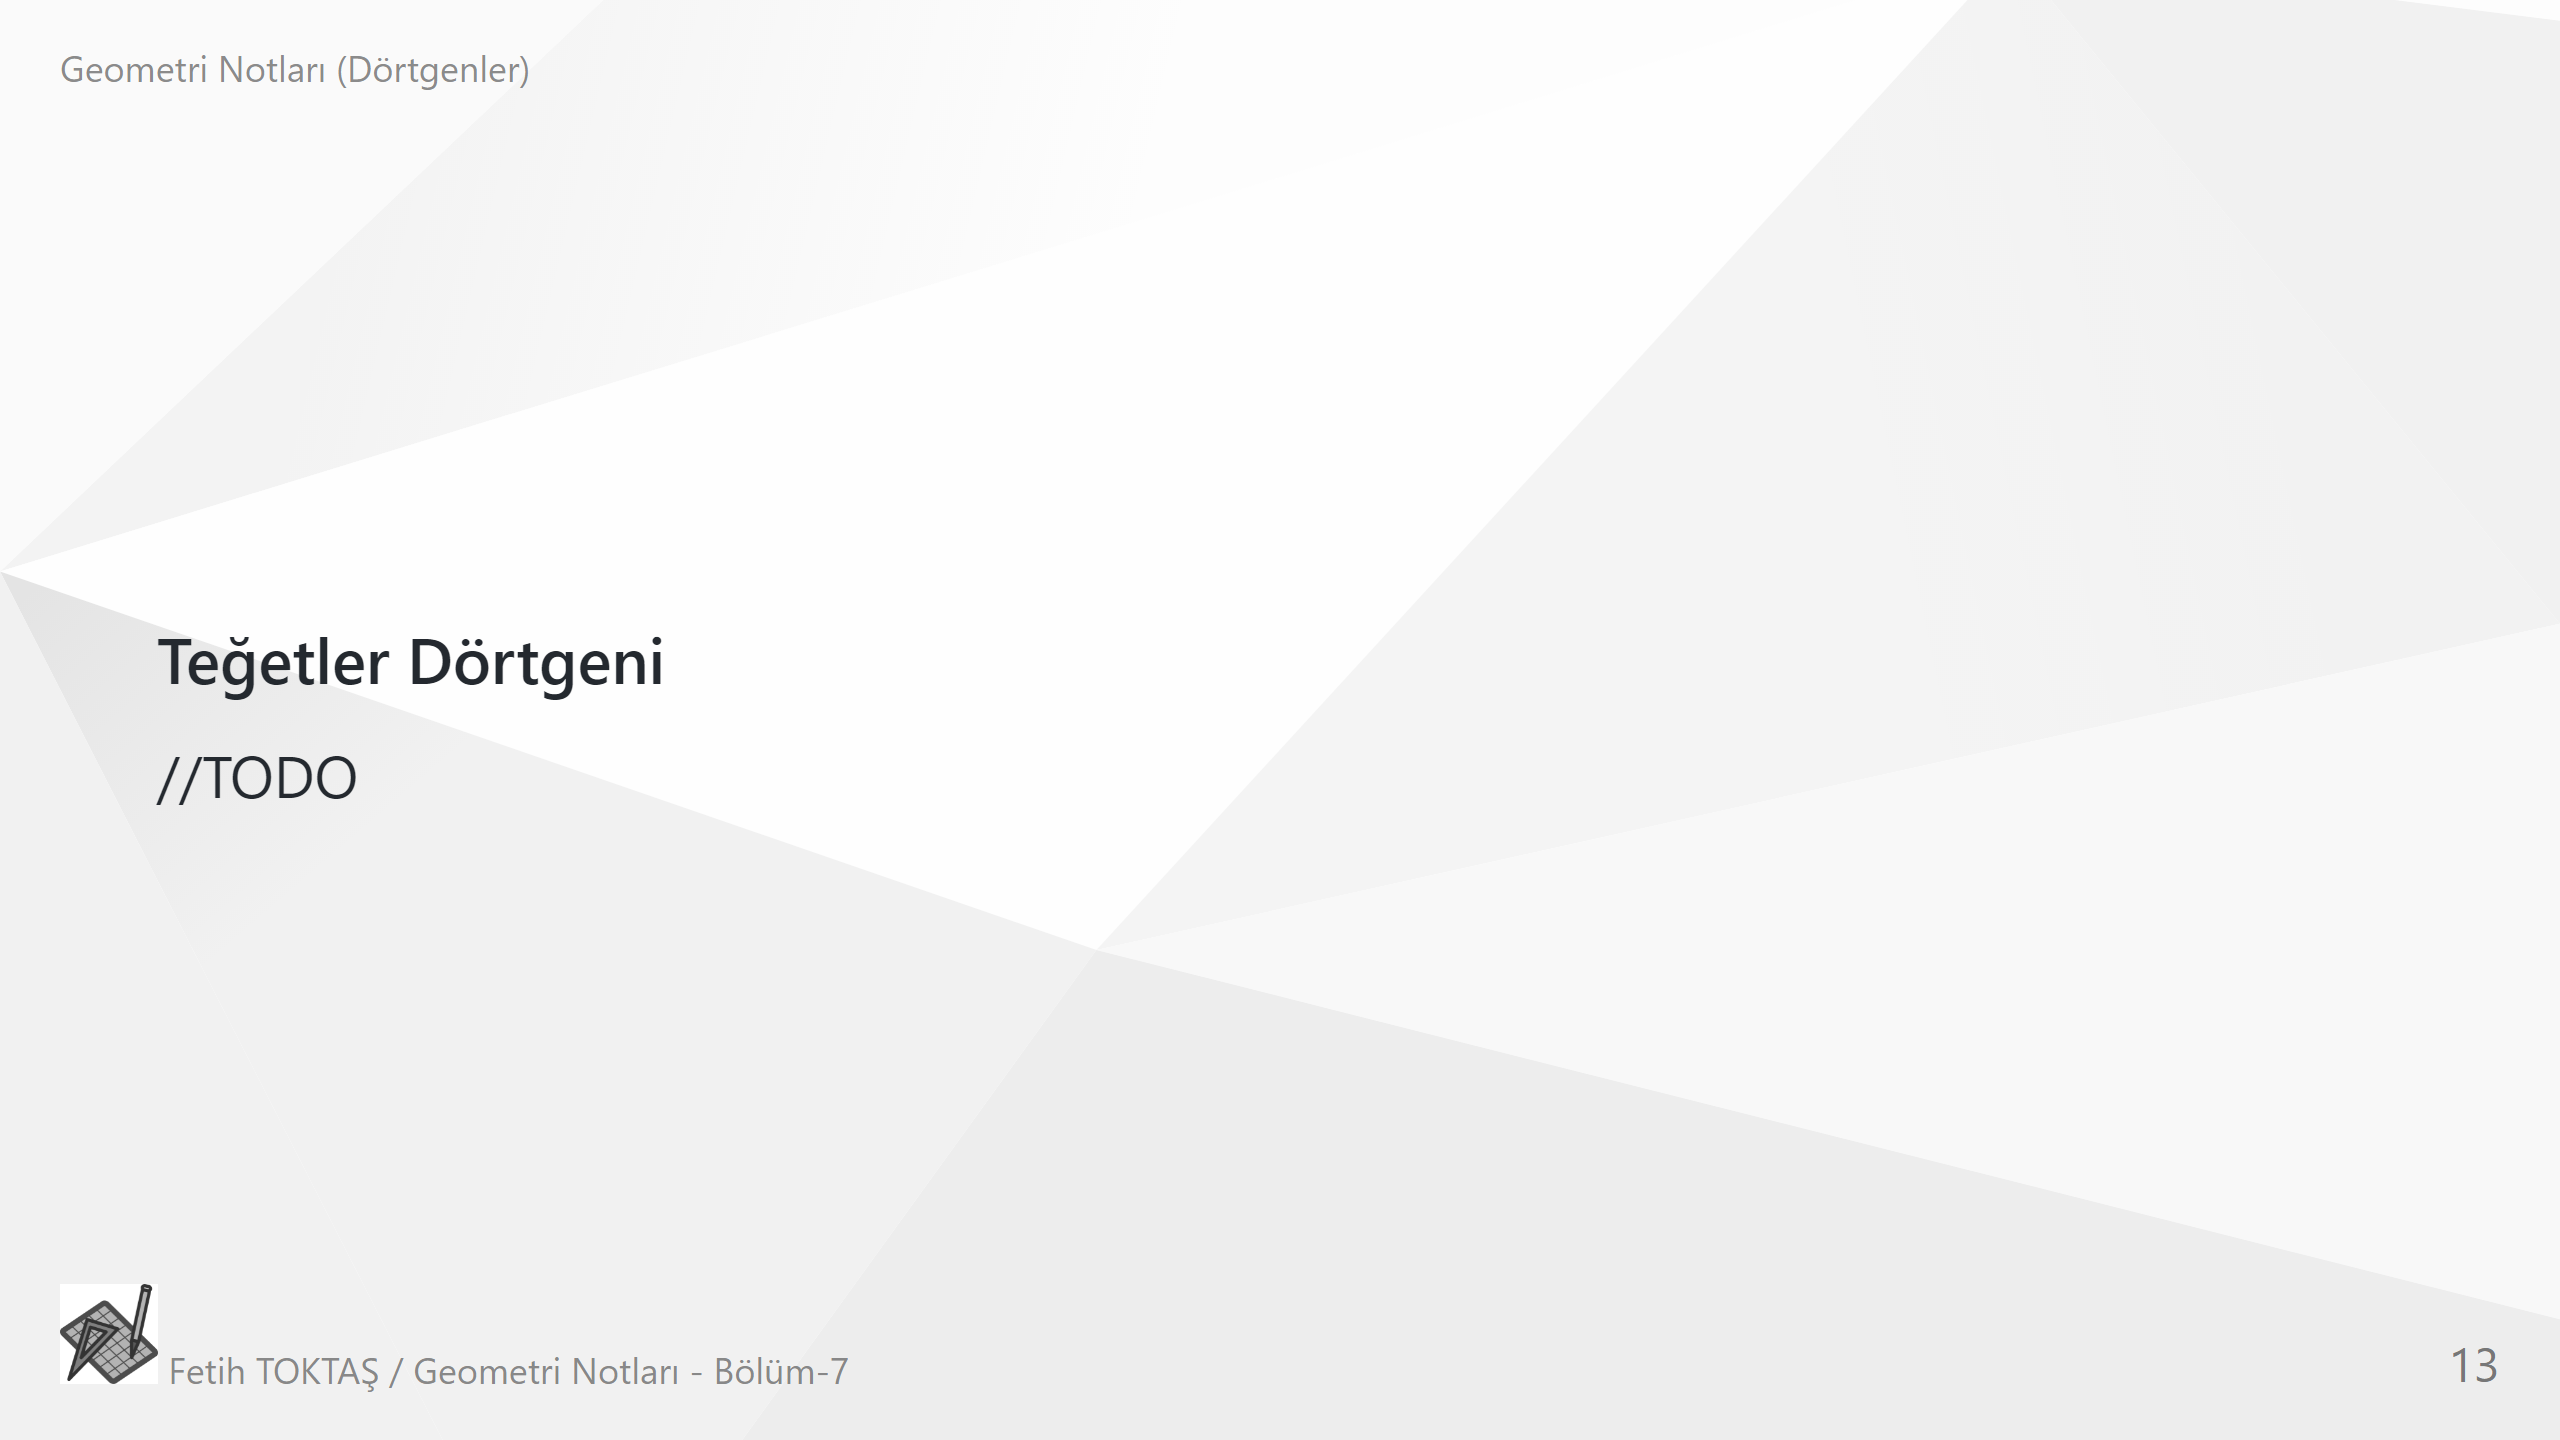 Geometri Notları (Dörtgenler)
Teğetler Dörtgeni
//TODO
Fetih TOKTAŞ / Geometri Notları - Bölüm-7
13